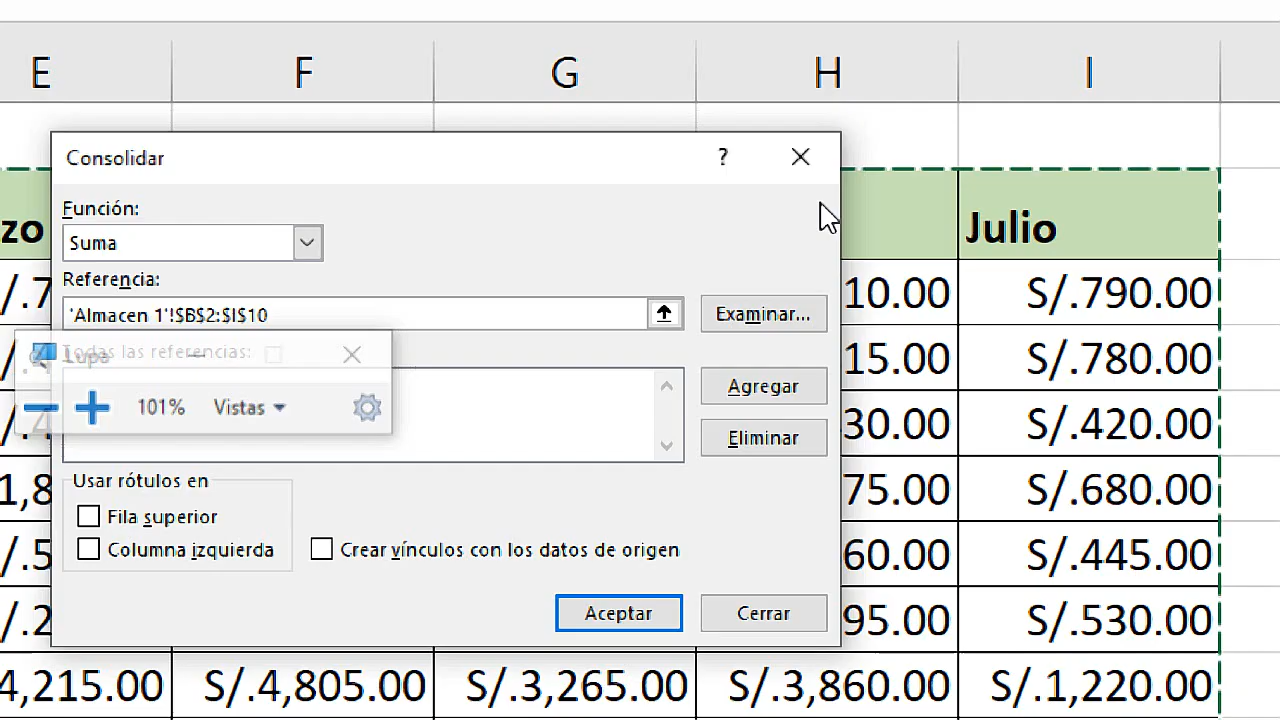 E F G H I
Consolidar ?
Función:
Suma
Referencia:
'Almacen 1'!$B$2:$I$10
Examinar...
Todas las referencias:
Lupa
101% Vistas
Agregar
Eliminar
Usar rótulos en
Fila superior
Columna izquierda
Crear vínculos con los datos de origen
Aceptar Cerrar
zo Julio
/.7 10.00 S/.790.00
/. 15.00 S/.780.00
/.4 30.00 S/.420.00
1,8 75.00 S/.680.00
/.5 60.00 S/.445.00
/.2 95.00 S/.530.00
4,215.00 S/.4,805.00 S/.3,265.00 S/.3,860.00 S/.1,220.00